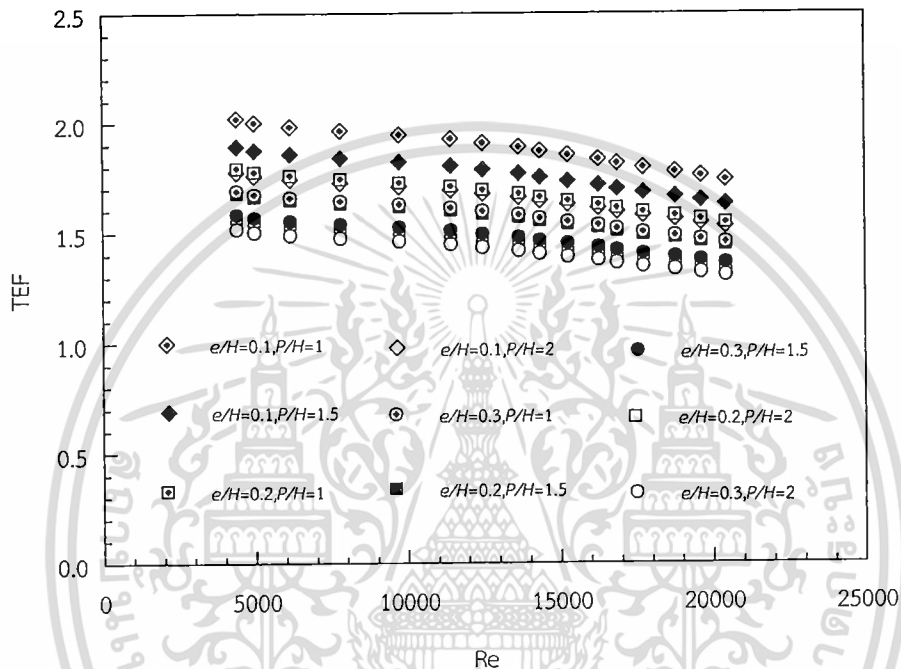 2.5
2.0
1.5
1.0
0.5
0.0
TEF
e/H=0.1,P/H=1
e/H=0.1,P/H=2
e/H=0.3,P/H=1.5
e/H=0.1,P/H=1.5
e/H=0.3,P/H=1
e/H=0.2,P/H=2
e/H=0.2,P/H=1
e/H=0.2,P/H=1.5
e/H=0.3,P/H=2
0 5000 10000 15000 20000 25000
Re